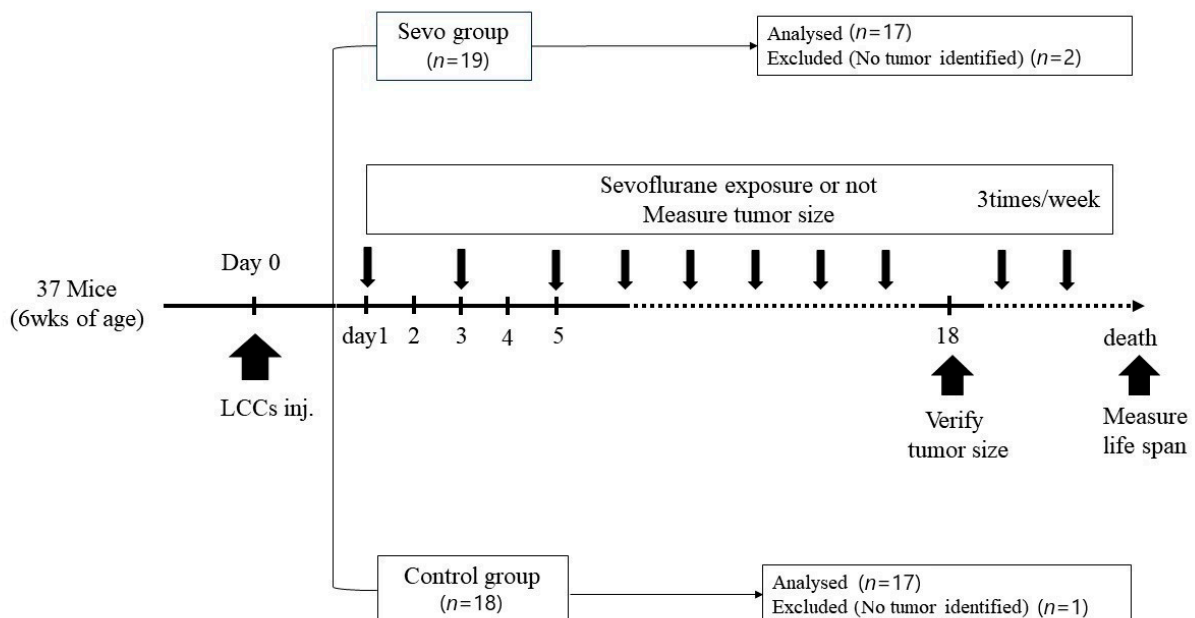 Sevo group
(n=19)
Analysed (n=17)
Excluded (No tumor identified) (n=2)
Sevoflurane exposure or not
Measure tumor size
3times/week
Day 0
37 Mice
(6wks of age)
day1
2
3
4
5
18
death
LCCs inj.
Verify
tumor size
Measure
life span
Control group
(n=18)
Analysed (n=17)
Excluded (No tumor identified) (n=1)